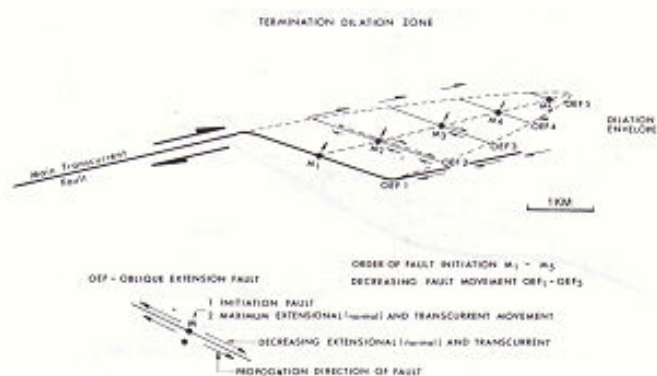 TERMINATION DILATION ZONE
Main Transcurrent
Fault
M1
M2
M3
M4
M5
OEF 1
OEF 2
OEF 3
OEF 4
OEF 5
DILATION
ENVELOPE
1KM
OEF - OBLIQUE EXTENSION FAULT
ORDER OF FAULT INITIATION M1 - M5
DECREASING FAULT MOVEMENT OEF1-OEF5
M
1 INITIATION FAULT
2 MAXIMUM EXTENSIONAL (normal) AND TRANSCURRENT MOVEMENT
DECREASING EXTENSIONAL (normal) AND TRANSCURRENT
PROPOGATION DIRECTION OF FAULT